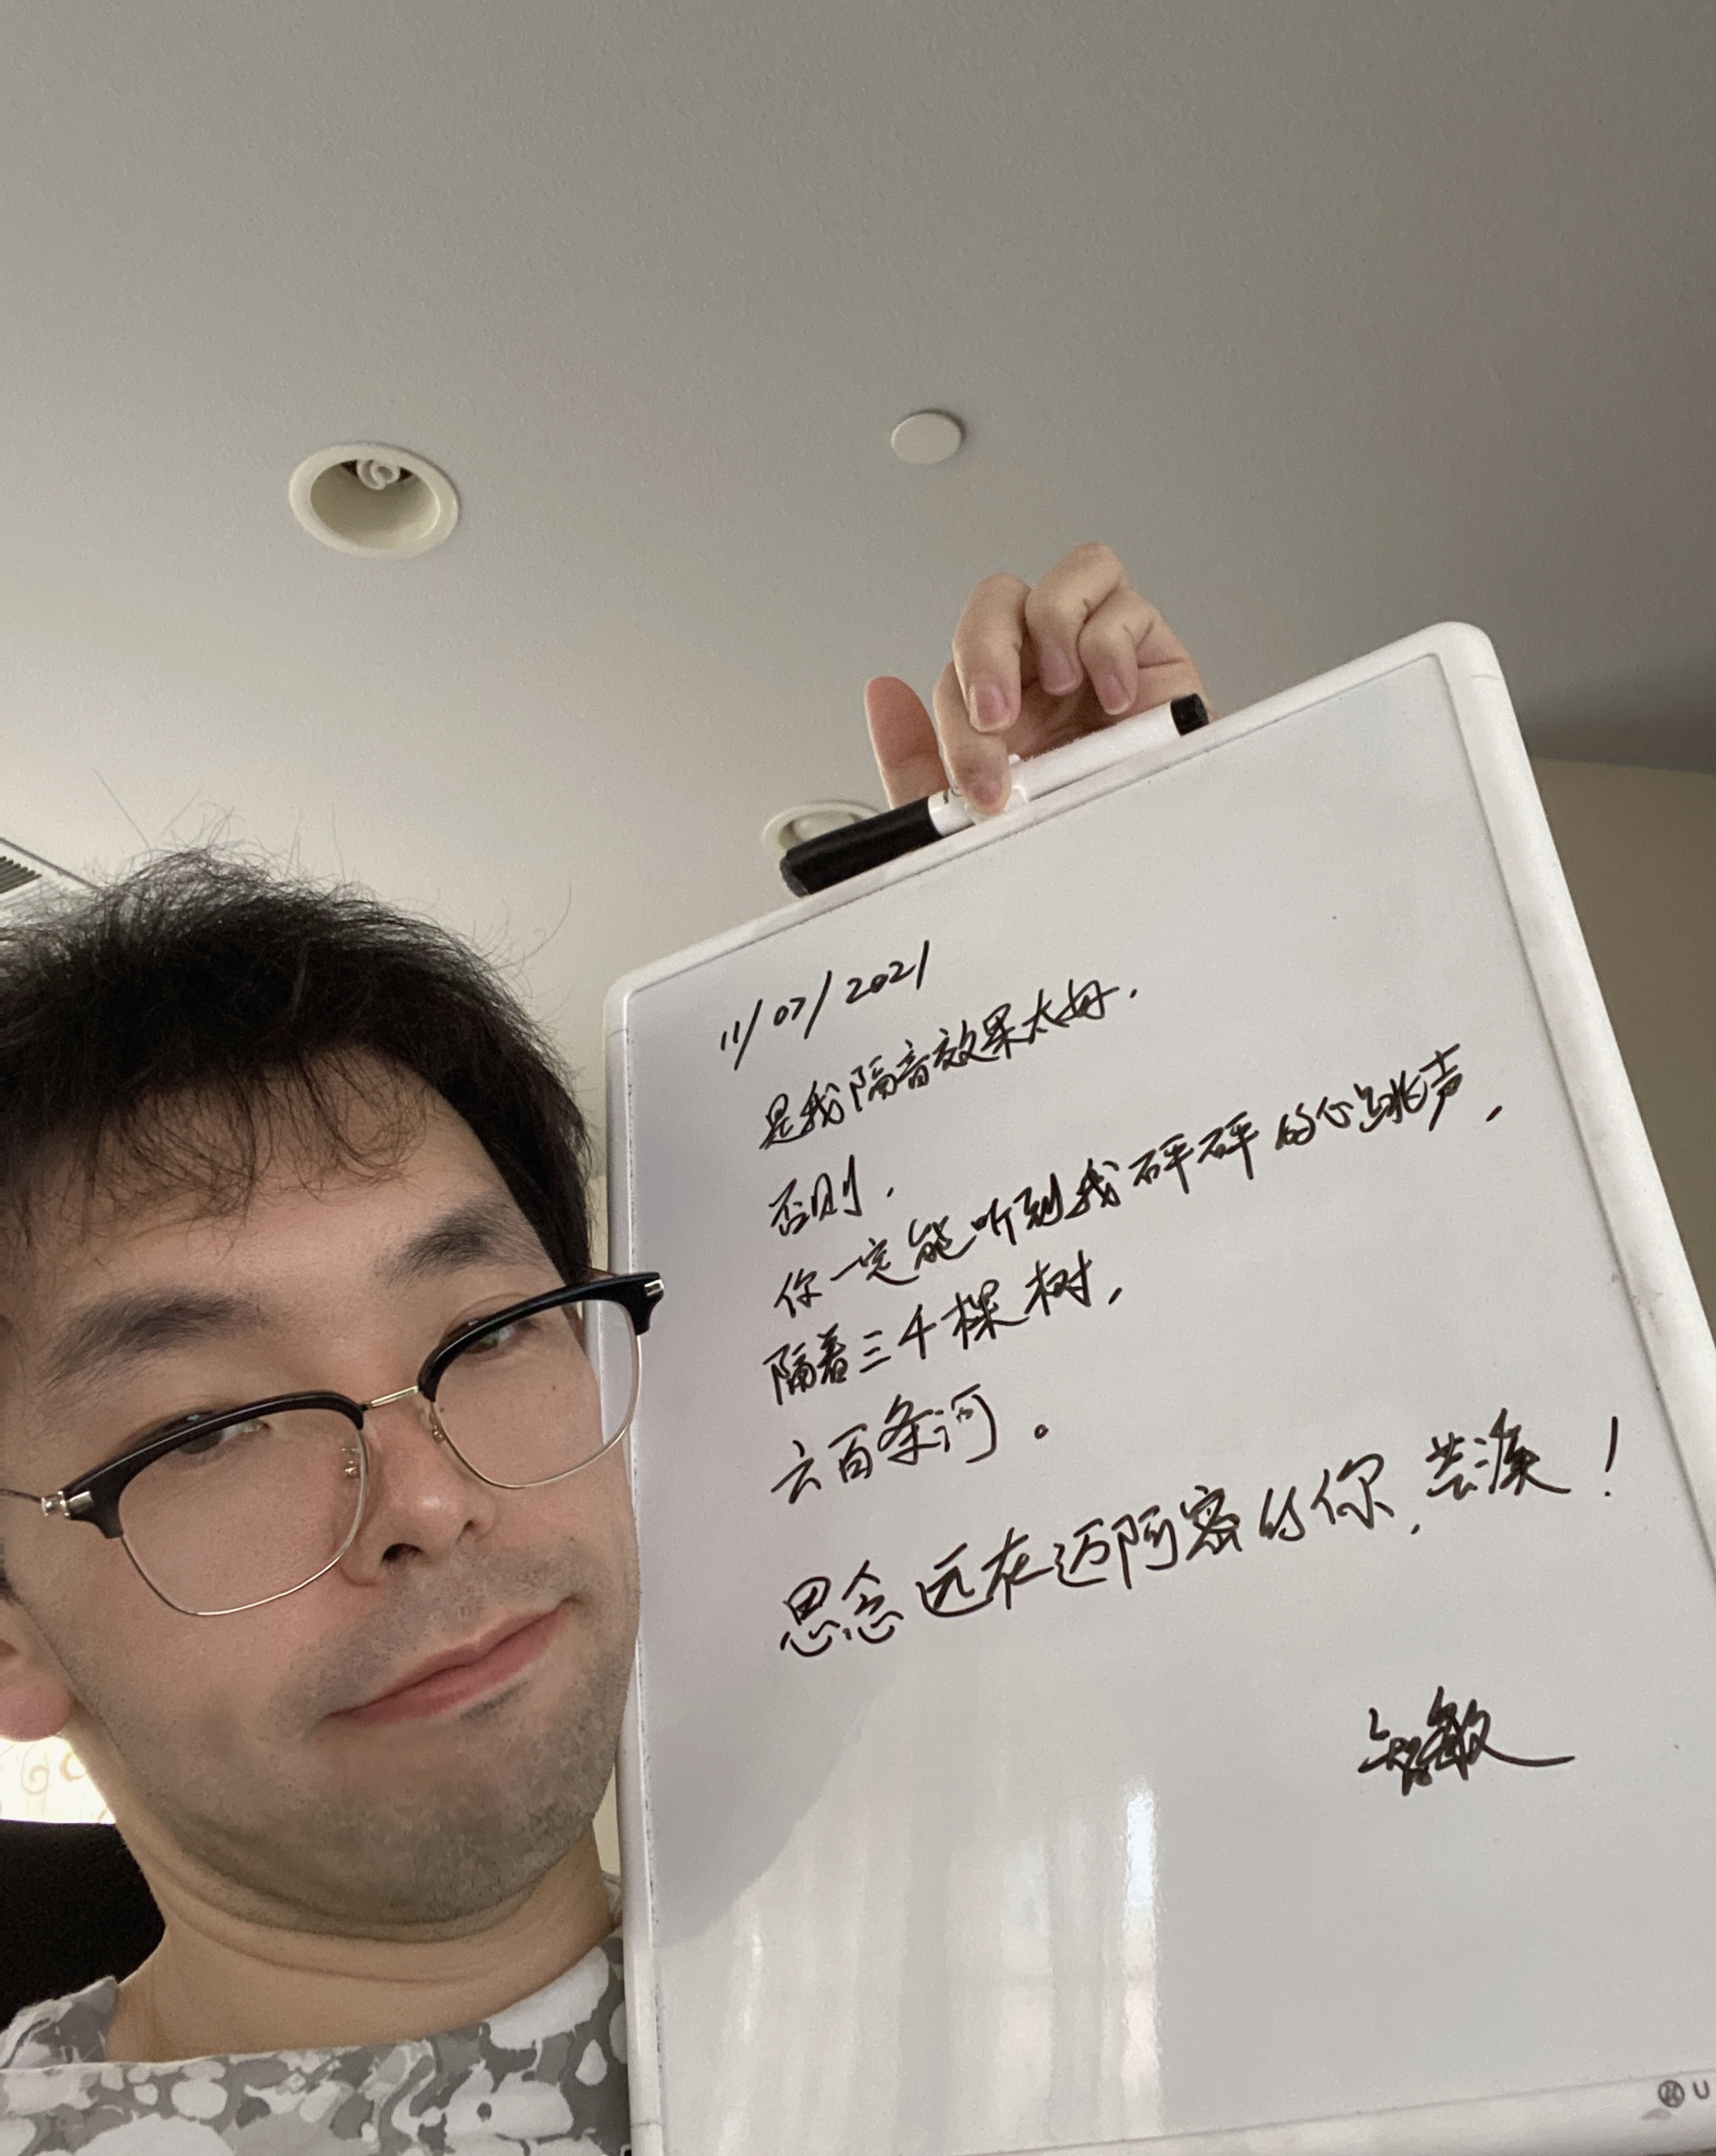 11/07/2021
是我隔音效果太好.
否则,
你一定能听到我砰砰的心跳声,
隔着三千棵树,
六百条河。
思念远在迈阿密的你,芸溪!
智敏
U